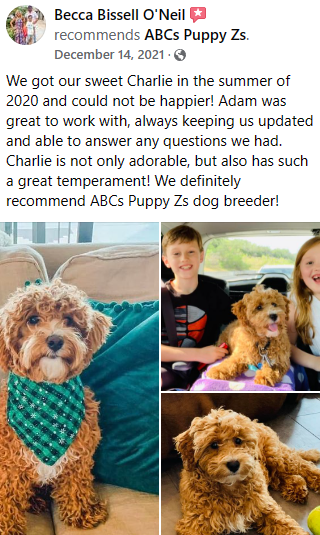 Becca Bissell O'Neil
recommends ABCs Puppy Zs.
December 14, 2021 ·
We got our sweet Charlie in the summer of
2020 and could not be happier! Adam was
great to work with, always keeping us updated
and able to answer any questions we had.
Charlie is not only adorable, but also has such
a great temperament! We definitely
recommend ABCs Puppy Zs dog breeder!